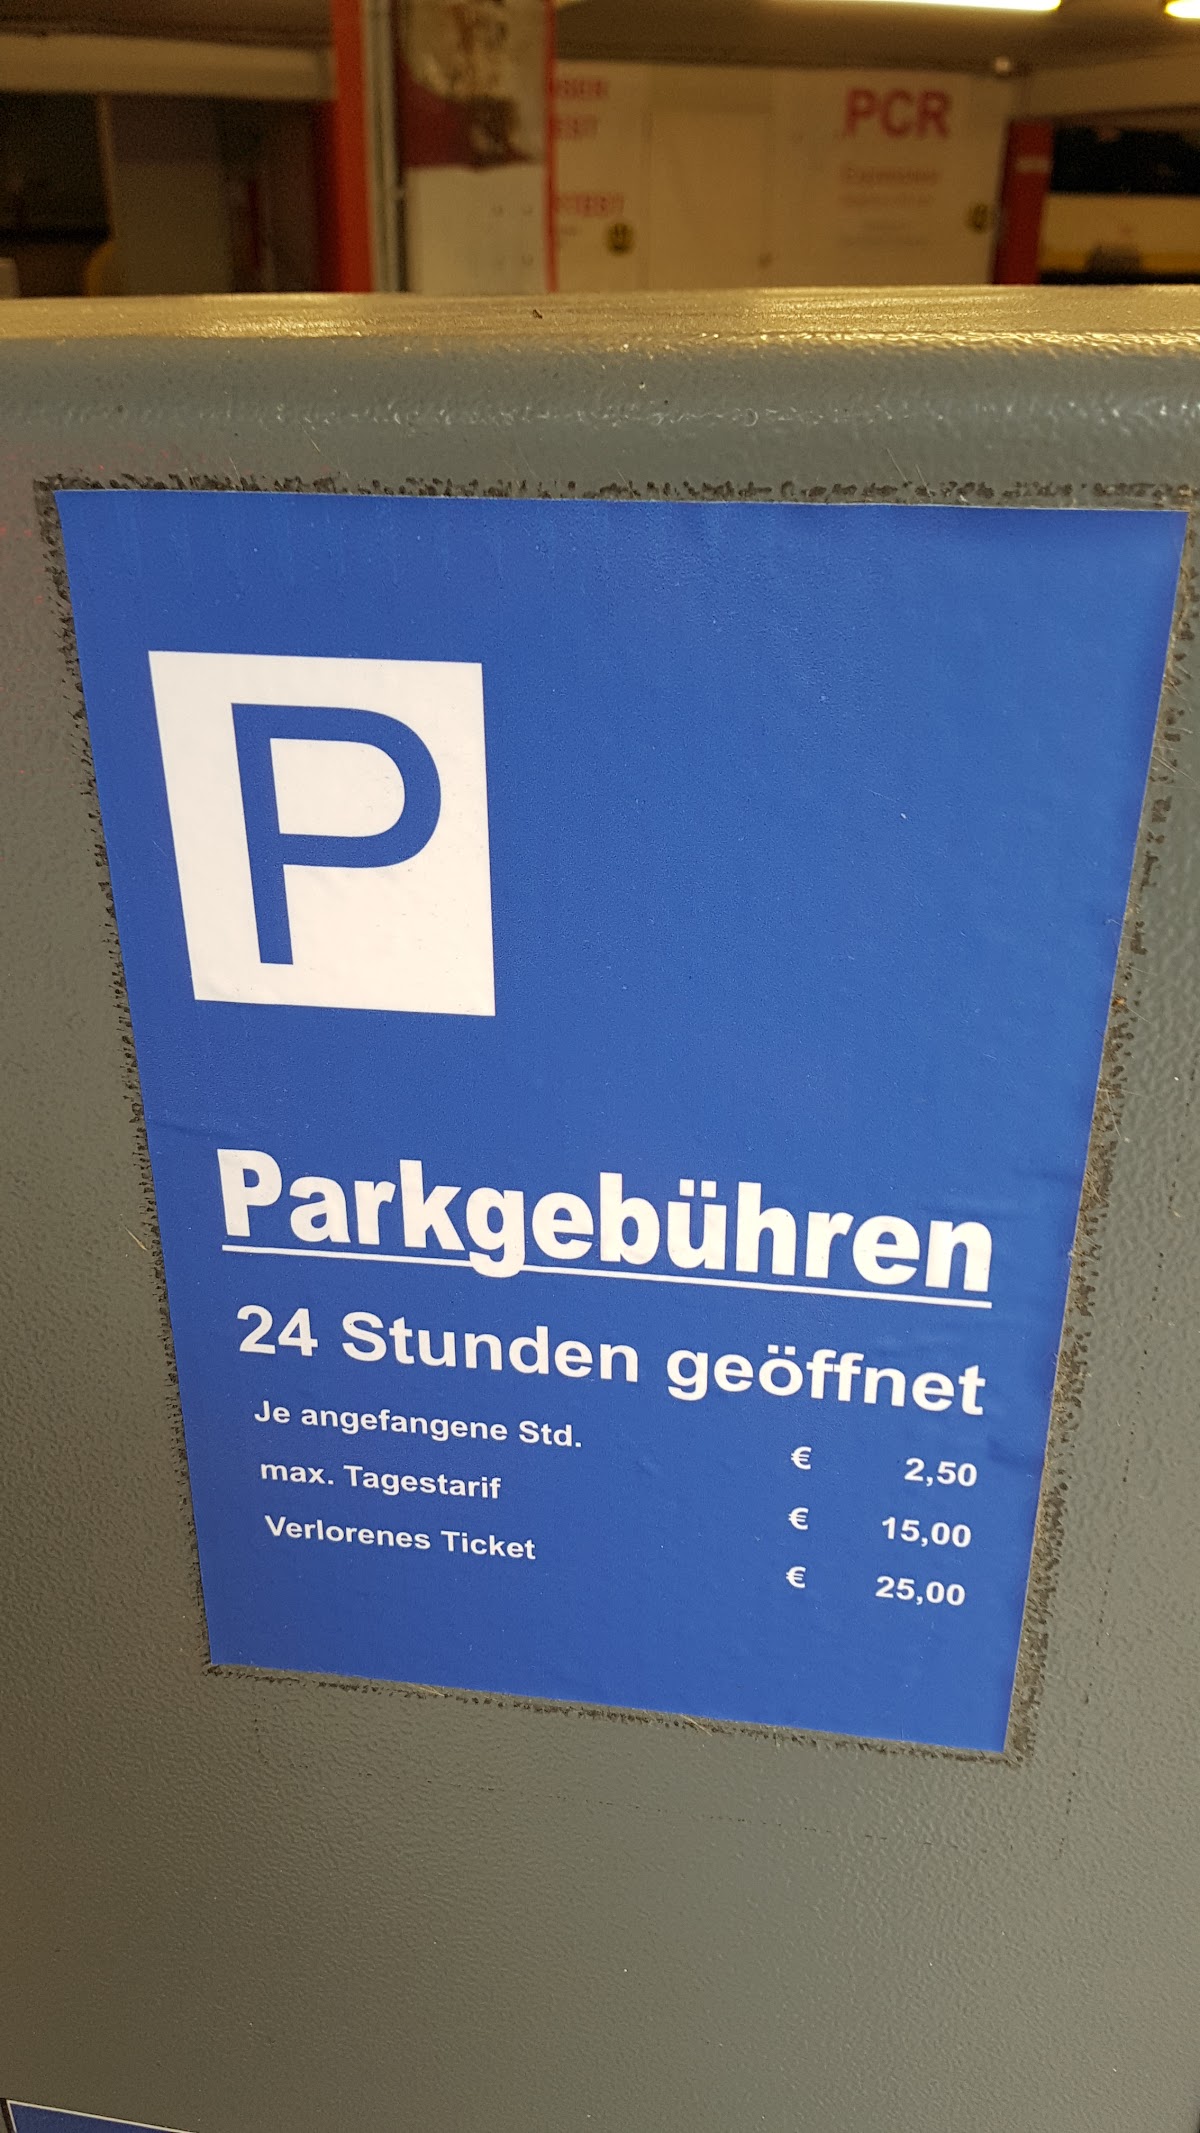 PCR
P
Parkgebühren
24 Stunden geöffnet
Je angefangene Std. € 2,50
max. Tagestarif € 15,00
Verlorenes Ticket € 25,00